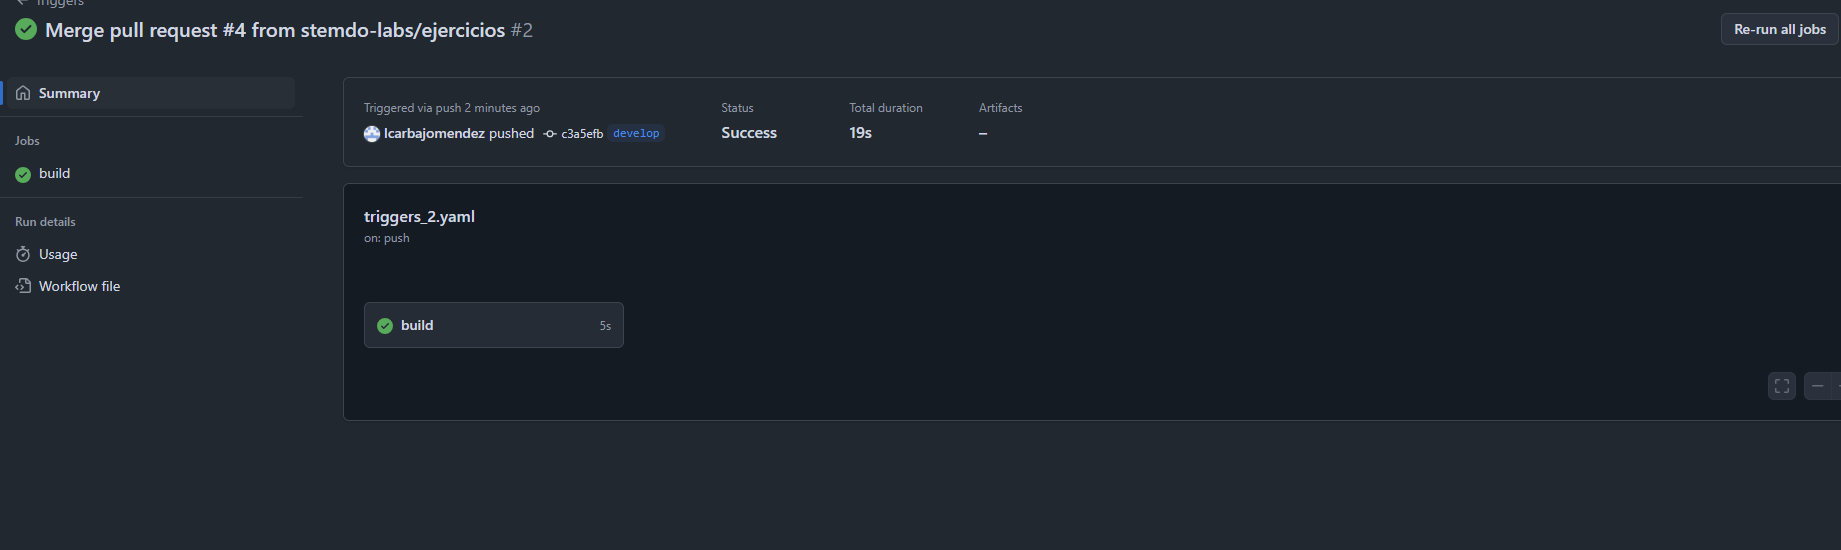 Triggers
Merge pull request #4 from stemdo-labs/ejercicios #2
Re-run all jobs
Summary
Jobs
build
Run details
Usage
Workflow file
Triggered via push 2 minutes ago
lcarbajomendez pushed c3a5efb develop
Status
Success
Total duration
19s
Artifacts
–
triggers_2.yaml
on: push
build 5s